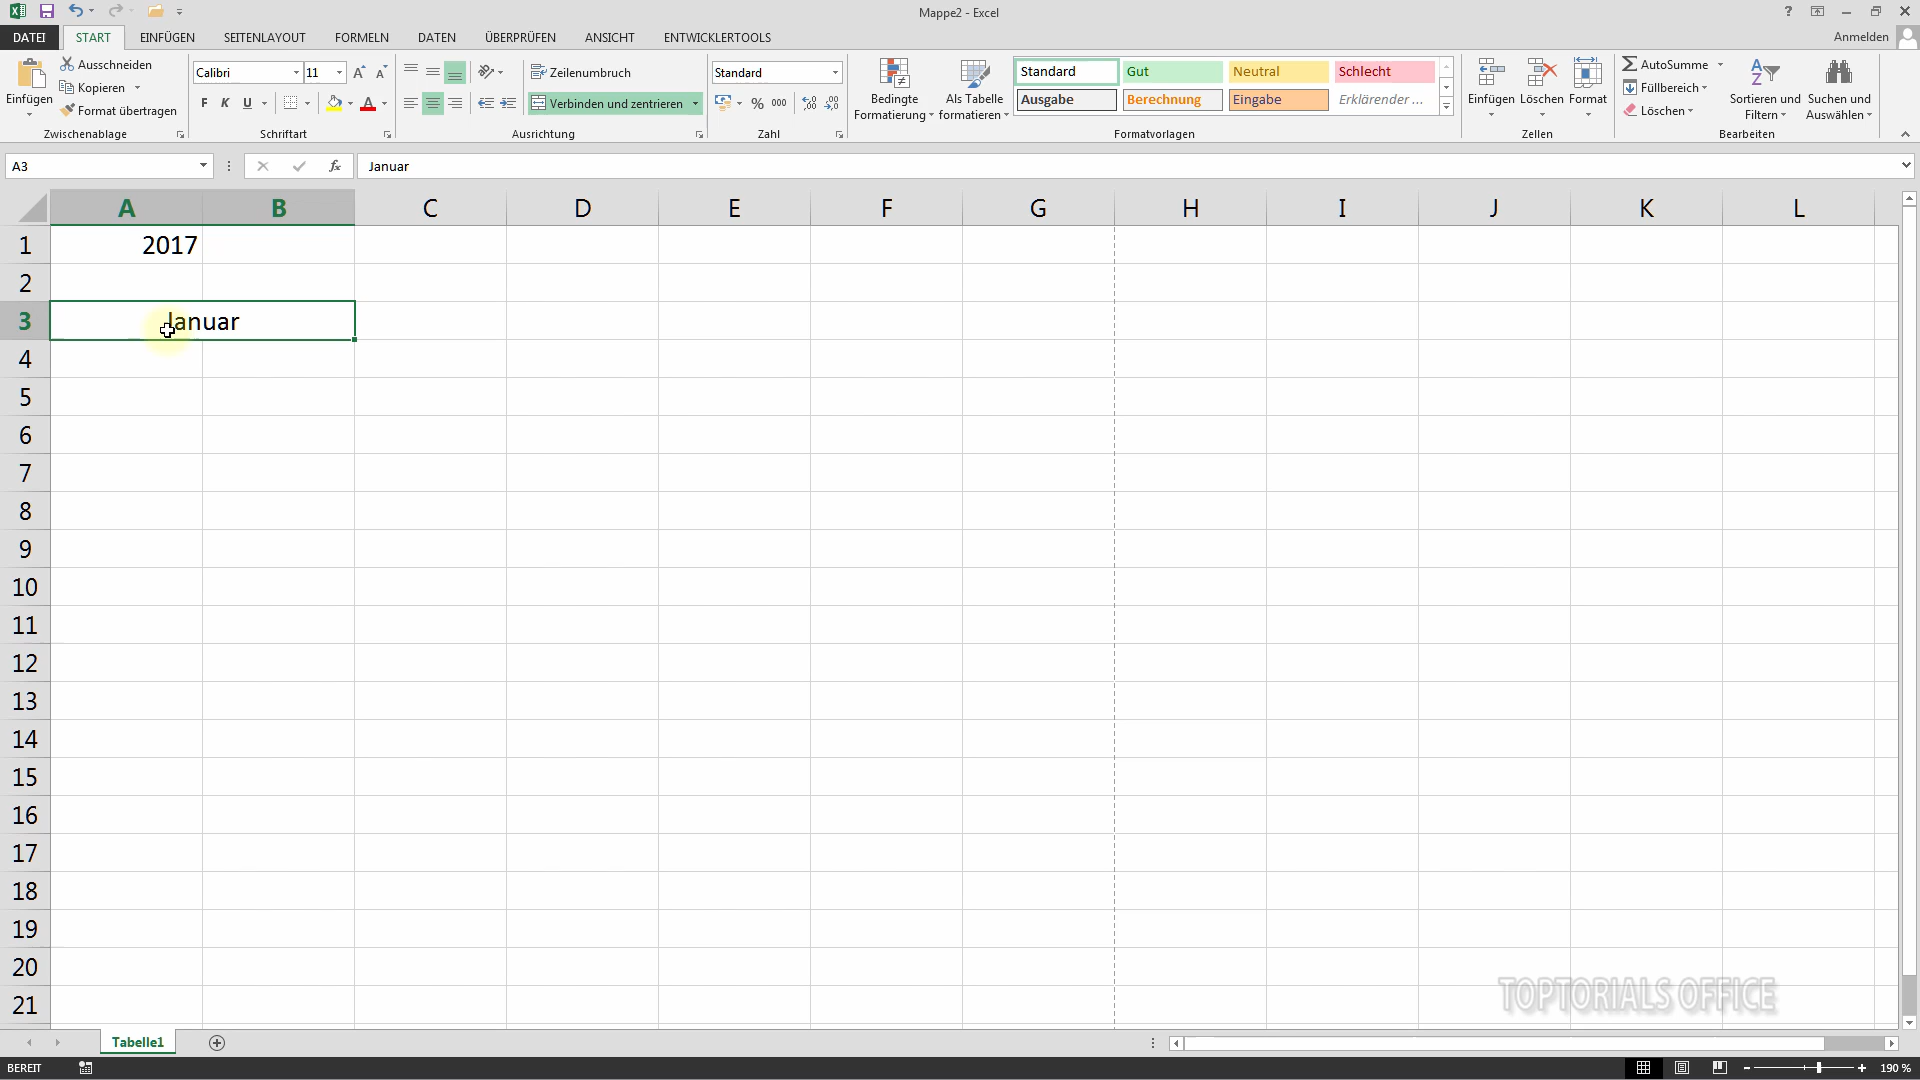 Mappe2 - Excel
?
DATEI START EINFÜGEN SEITENLAYOUT FORMELN DATEN ÜBERPRÜFEN ANSICHT ENTWICKLERTOOLS
Anmelden
Einfügen
Ausschneiden
Kopieren
Format übertragen
Zwischenablage
Calibri 11
F K U A
Schriftart
Zeilenumbruch
Verbinden und zentrieren
Ausrichtung
Standard
% 000
Zahl
Bedingte
Formatierung
Als Tabelle
formatieren
Standard Gut Neutral Schlecht
Ausgabe Berechnung Eingabe Erklärender ...
Formatvorlagen
Einfügen Löschen Format
Zellen
AutoSumme
Füllbereich
Löschen
Sortieren und
Filtern
Suchen und
Auswählen
Bearbeiten
A3 fx Januar
A B C D E F G H I J K L
1 2017
2
3 Januar
4
5
6
7
8
9
10
11
12
13
14
15
16
17
18
19
20
21
TOPTORIALS OFFICE
Tabelle1
BEREIT
190 %